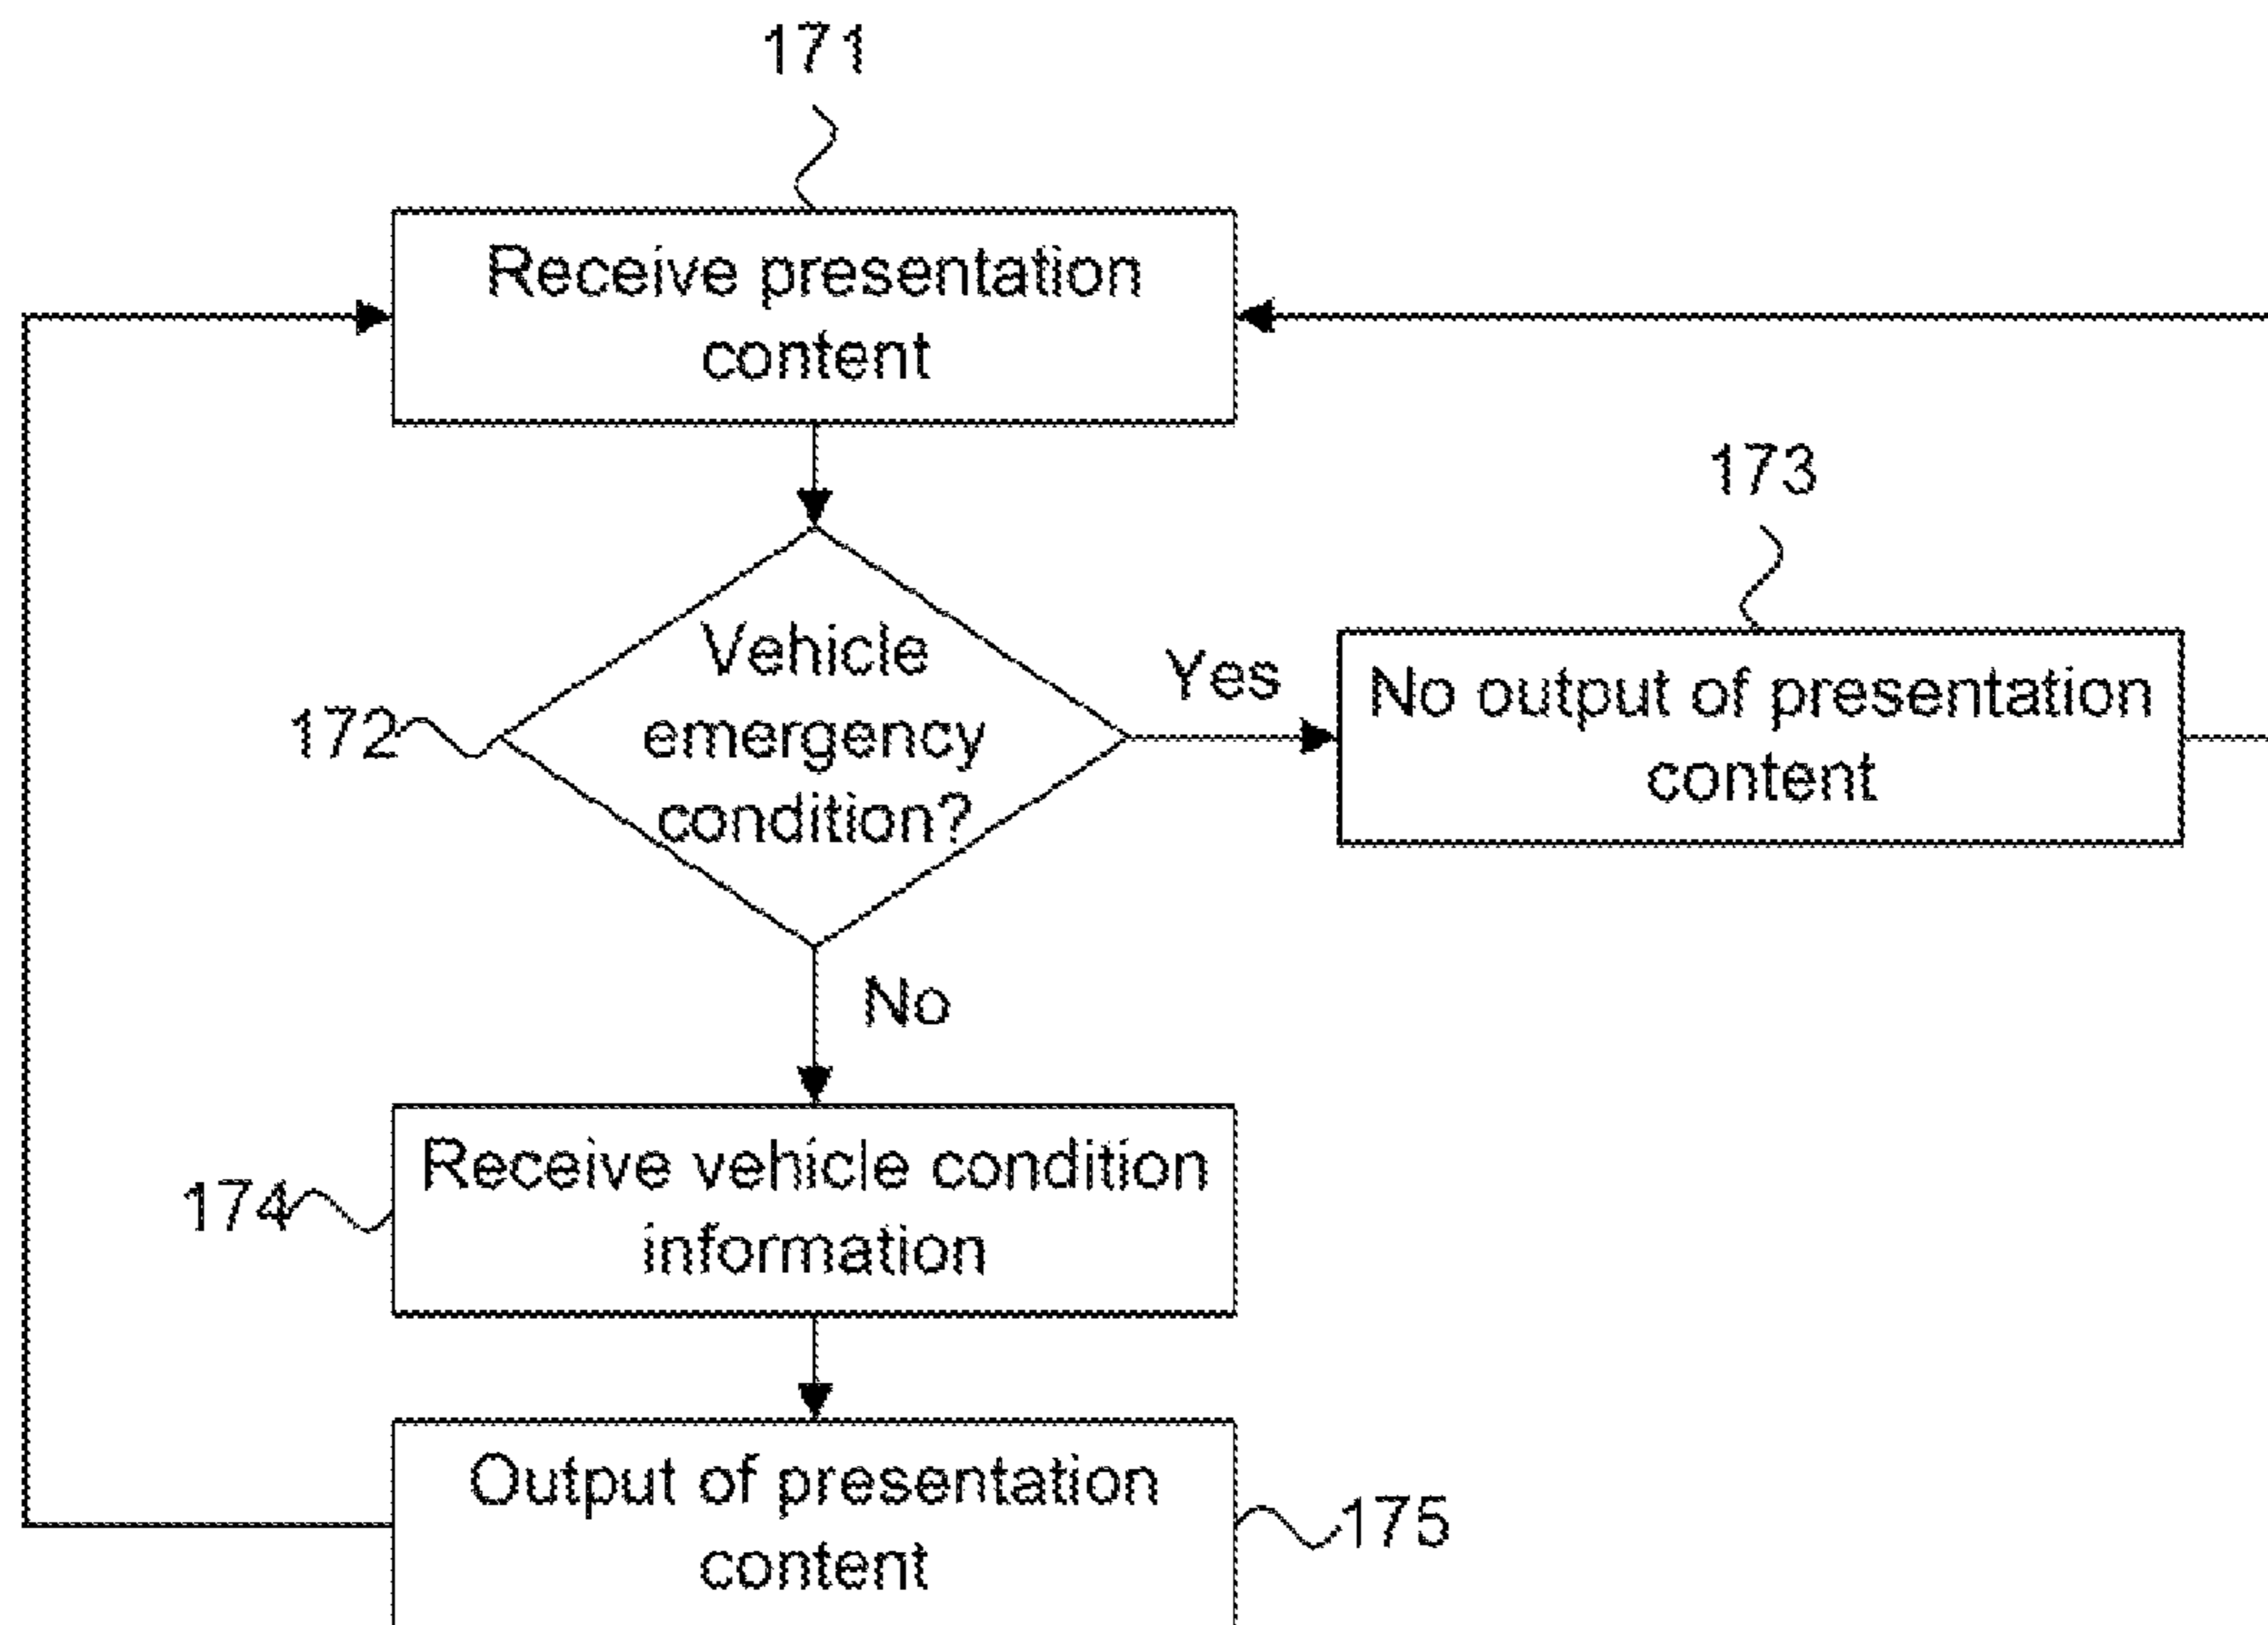 171
Receive presentation
content
173
Vehicle
emergency
condition?
172
Yes
No output of presentation
content
No
Receive vehicle condition
information
174
Output of presentation
content
175